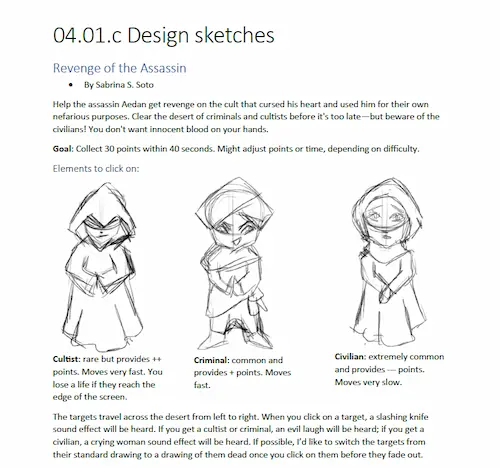 04.01.c Design sketches
Revenge of the Assassin
• By Sabrina S. Soto
Help the assassin Aedan get revenge on the cult that cursed his heart and used him for their own
nefarious purposes. Clear the desert of criminals and cultists before it's too late—but beware of the
civilians! You don't want innocent blood on your hands.
Goal: Collect 30 points within 40 seconds. Might adjust points or time, depending on difficulty.
Elements to click on:
Cultist: rare but provides ++
points. Moves very fast. You
lose a life if they reach the
edge of the screen.
Criminal: common and
provides + points. Moves
fast.
Civilian: extremely common
and provides --- points.
Moves very slow.
The targets travel across the desert from left to right. When you click on a target, a slashing knife
sound effect will be heard. If you get a cultist or criminal, an evil laugh will be heard; if you get a
civilian, a crying woman sound effect will be heard. If possible, I'd like to switch the targets from
their standard drawing to a drawing of them dead once you click on them before they fade out.